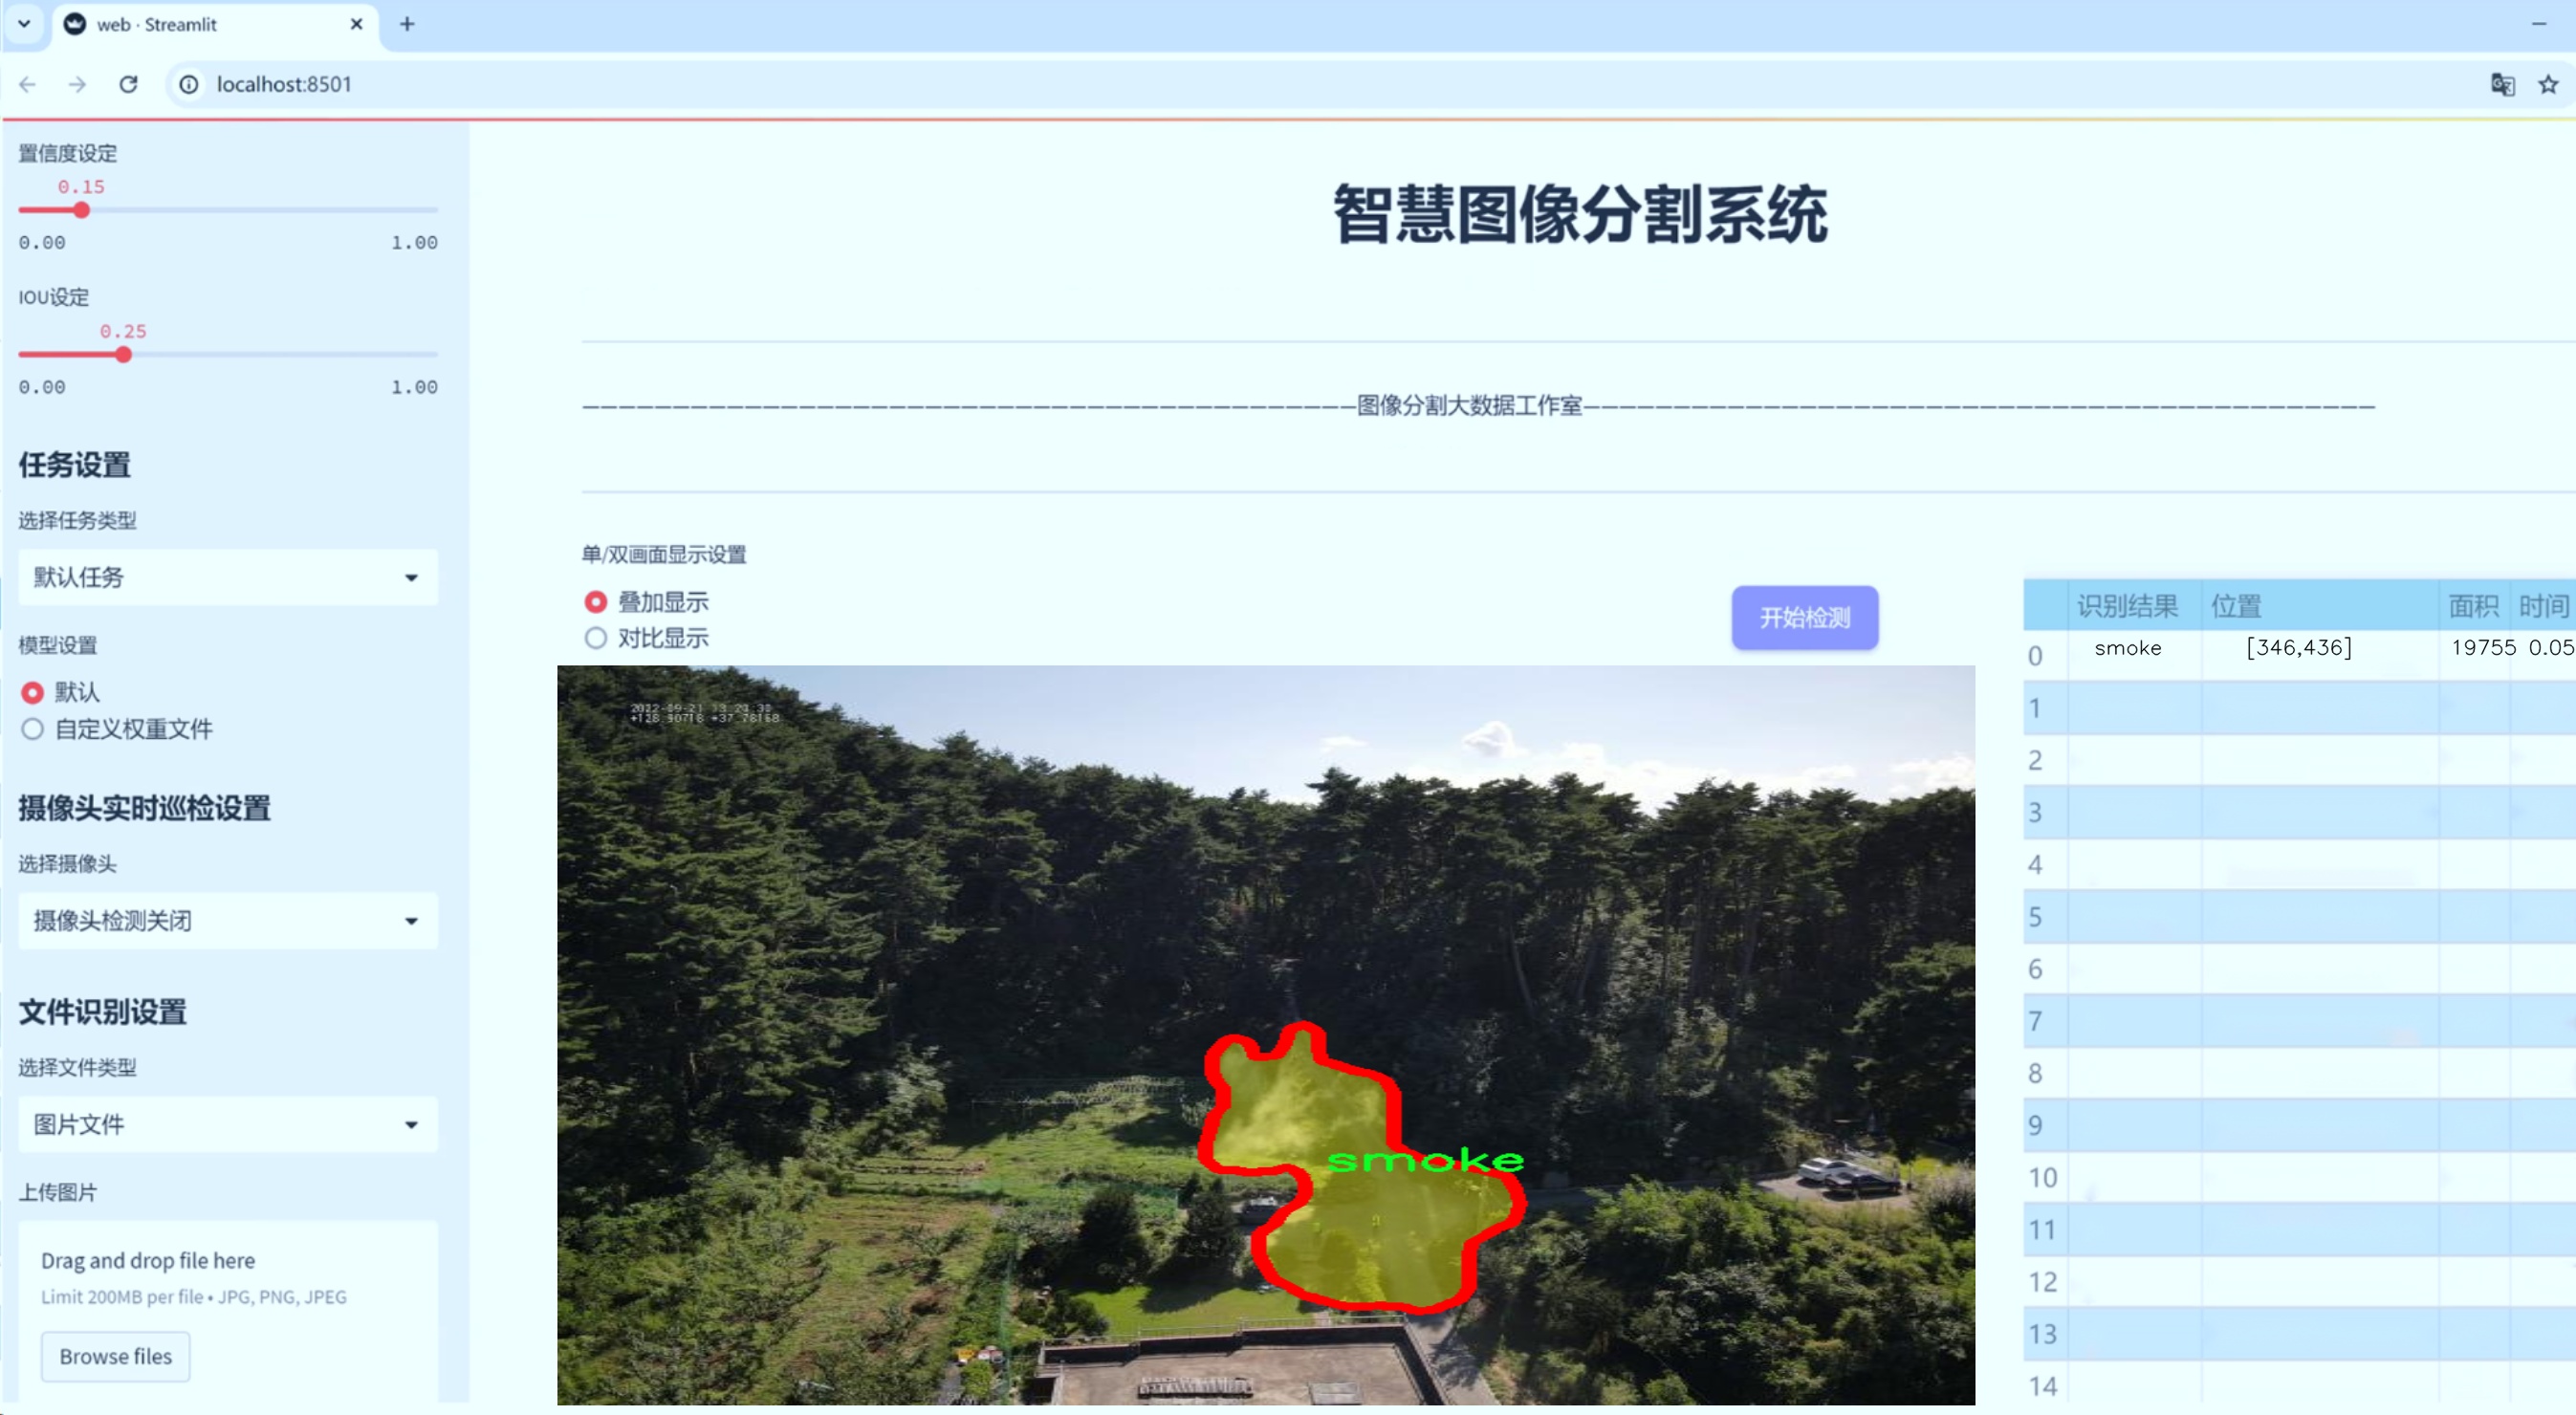 web · Streamlit
localhost:8501
置信度设定
0.15
0.00 1.00
IOU设定
0.25
0.00 1.00
任务设置
选择任务类型
默认任务
模型设置
默认
自定义权重文件
摄像头实时巡检设置
选择摄像头
摄像头检测关闭
文件识别设置
选择文件类型
图片文件
上传图片
Drag and drop file here
Limit 200MB per file • JPG, PNG, JPEG
Browse files
智慧图像分割系统
图像分割大数据工作室
单/双画面显示设置
叠加显示
对比显示
开始检测
smoke
识别结果 位置 面积 时间
0 smoke [346,436] 19755 0.05
1
2
3
4
5
6
7
8
9
10
11
12
13
14